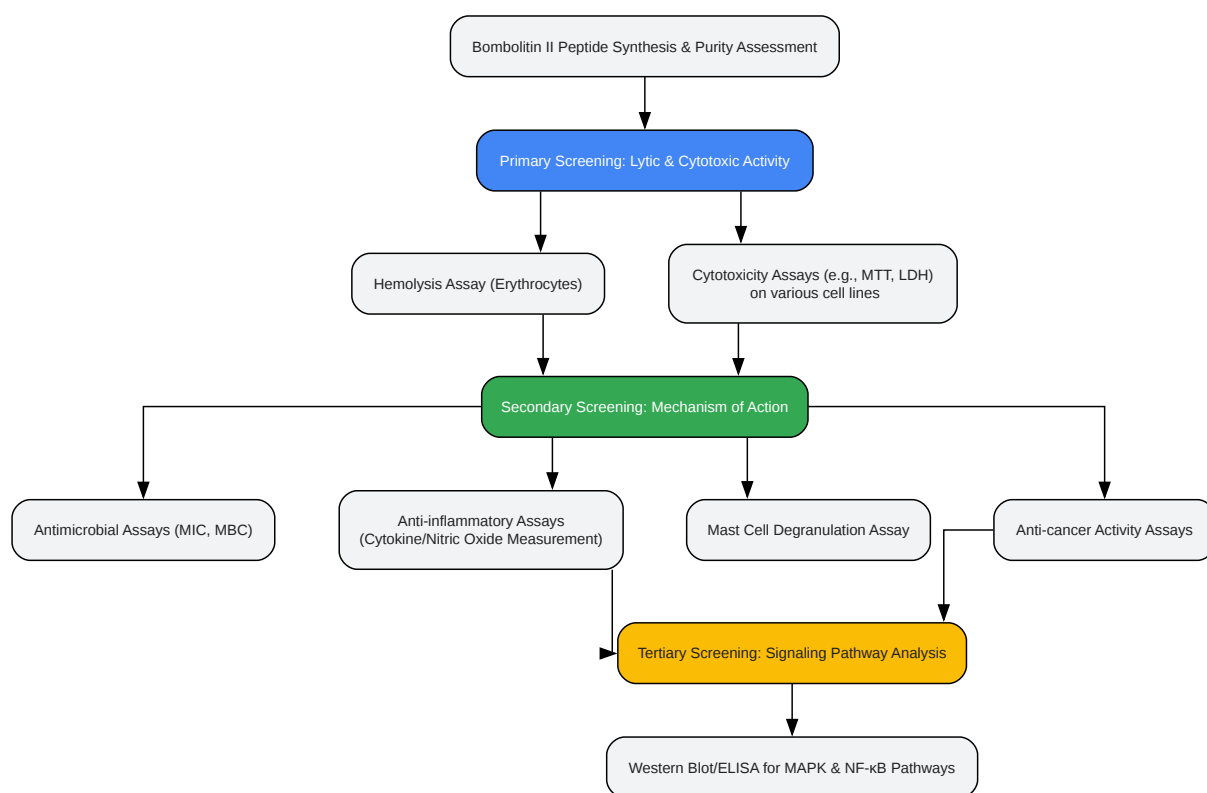 Bombolitin II Peptide Synthesis & Purity Assessment
Primary Screening: Lytic & Cytotoxic Activity
Hemolysis Assay (Erythrocytes)
Cytotoxicity Assays (e.g., MTT, LDH)
on various cell lines
Secondary Screening: Mechanism of Action
Antimicrobial Assays (MIC, MBC)
Anti-inflammatory Assays
(Cytokine/Nitric Oxide Measurement)
Mast Cell Degranulation Assay
Anti-cancer Activity Assays
Tertiary Screening: Signaling Pathway Analysis
Western Blot/ELISA for MAPK & NF-κB Pathways